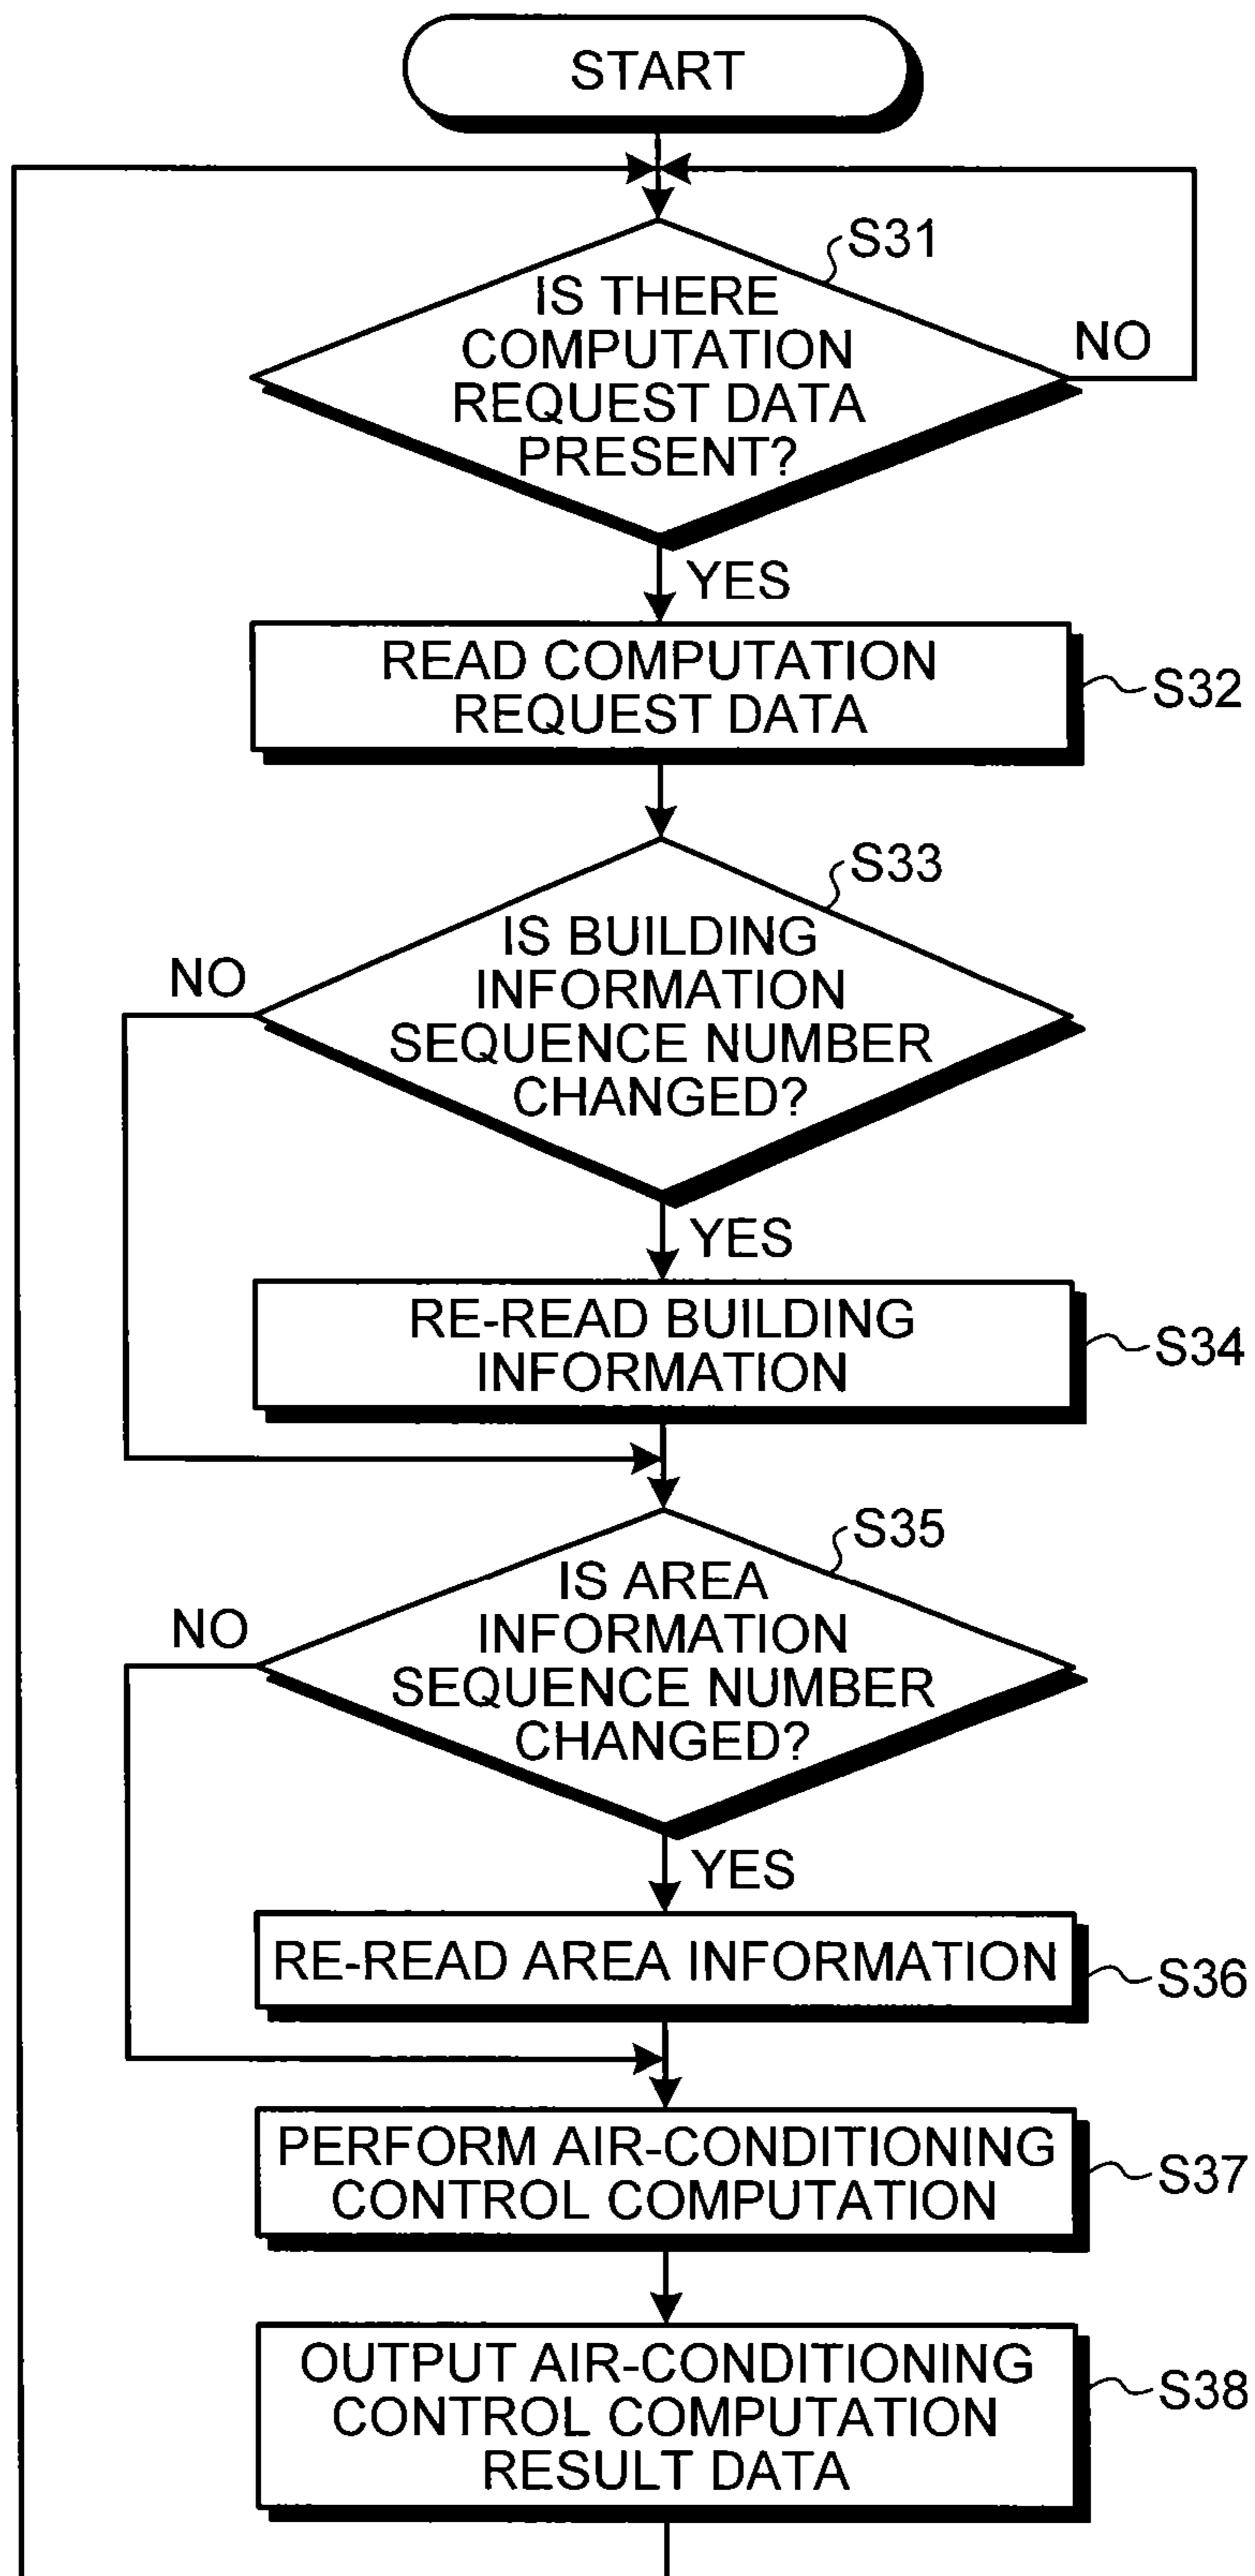 START
S31
IS THERE
COMPUTATION
REQUEST DATA
PRESENT?
NO
YES
READ COMPUTATION
REQUEST DATA
S32
S33
IS BUILDING
INFORMATION
SEQUENCE NUMBER
CHANGED?
NO
YES
RE-READ BUILDING
INFORMATION
S34
S35
IS AREA
INFORMATION
SEQUENCE NUMBER
CHANGED?
NO
YES
RE-READ AREA INFORMATION
S36
PERFORM AIR-CONDITIONING
CONTROL COMPUTATION
S37
OUTPUT AIR-CONDITIONING
CONTROL COMPUTATION
RESULT DATA
S38